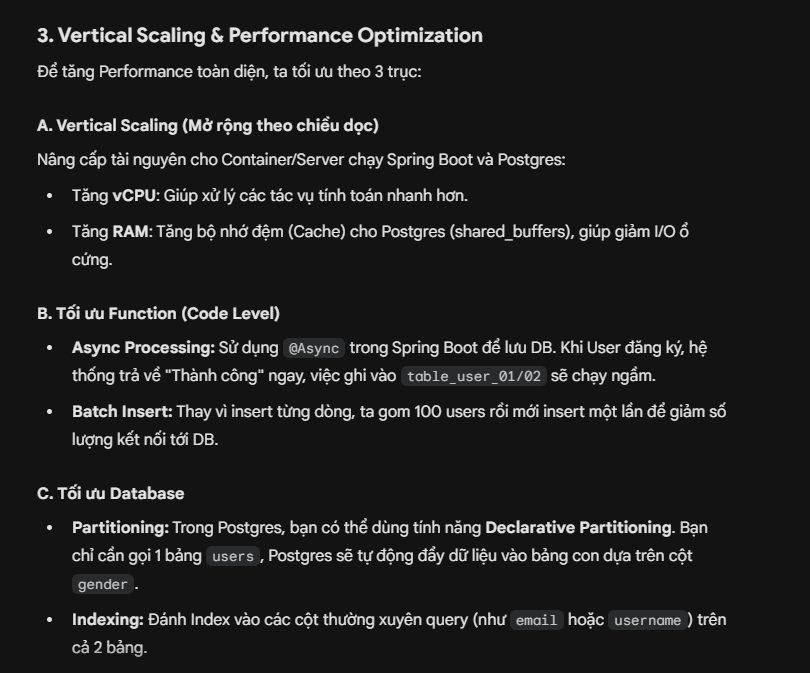 3. Vertical Scaling & Performance Optimization
Để tăng Performance toàn diện, ta tối ưu theo 3 trục:
A. Vertical Scaling (Mở rộng theo chiều dọc)
Nâng cấp tài nguyên cho Container/Server chạy Spring Boot và Postgres:
• Tăng vCPU: Giúp xử lý các tác vụ tính toán nhanh hơn.
• Tăng RAM: Tăng bộ nhớ đệm (Cache) cho Postgres (shared_buffers), giúp giảm I/O ổ
cứng.
B. Tối ưu Function (Code Level)
• Async Processing: Sử dụng @Async trong Spring Boot để lưu DB. Khi User đăng ký, hệ
thống trả về "Thành công" ngay, việc ghi vào table_user_01/02 sẽ chạy ngầm.
• Batch Insert: Thay vì insert từng dòng, ta gom 100 users rồi mới insert một lần để giảm số
lượng kết nối tới DB.
C. Tối ưu Database
• Partitioning: Trong Postgres, bạn có thể dùng tính năng Declarative Partitioning. Bạn
chỉ cần gọi 1 bảng users, Postgres sẽ tự động đẩy dữ liệu vào bảng con dựa trên cột
gender.
• Indexing: Đánh Index vào các cột thường xuyên query (như email hoặc username) trên
cả 2 bảng.